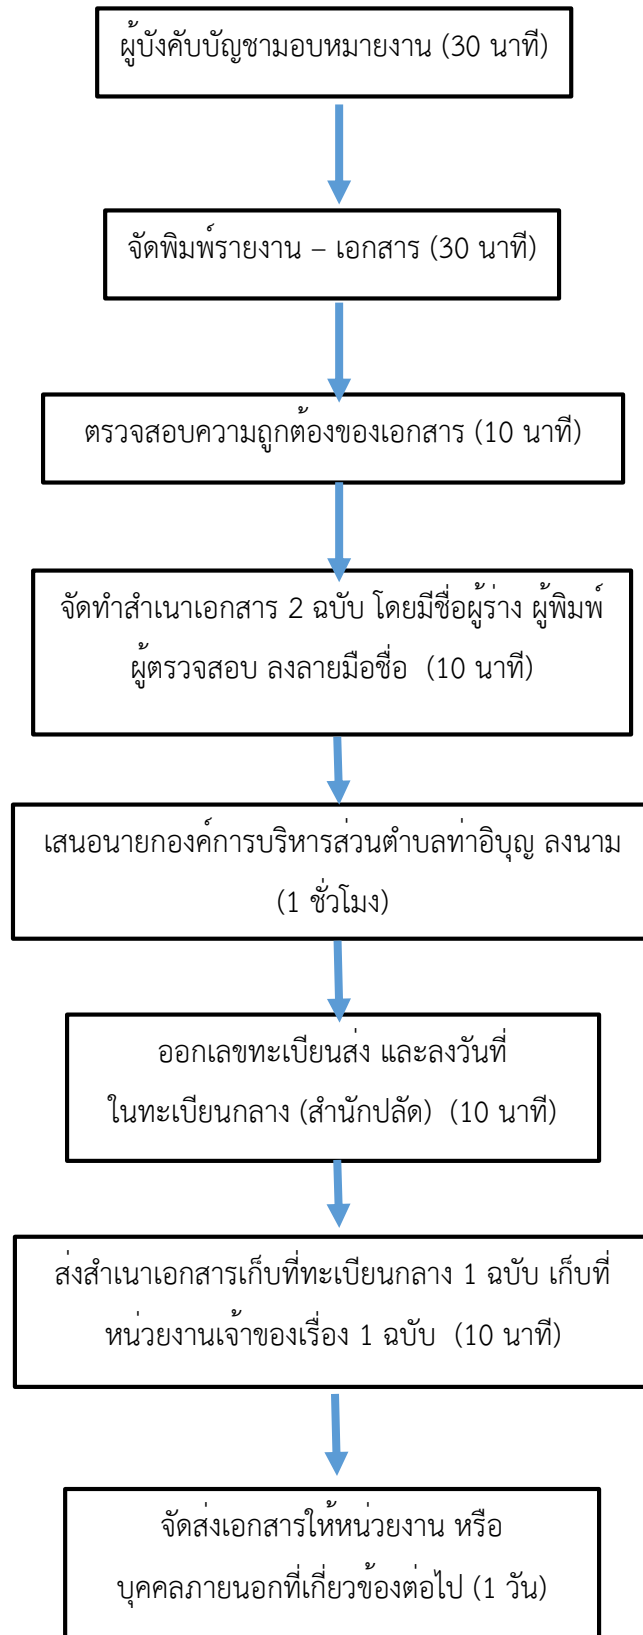 ผู้บังคับบัญชามอบหมายงาน (30 นาที)
จัดพิมพ์รายงาน – เอกสาร (30 นาที)
ตรวจสอบความถูกต้องของเอกสาร (10 นาที)
จัดทำสำเนาเอกสาร 2 ฉบับ โดยมีชื่อผู้ร่าง ผู้พิมพ์
ผู้ตรวจสอบ ลงลายมือชื่อ (10 นาที)
เสนอนายกองค์การบริหารส่วนตำบลท่าอิบุญ ลงนาม
(1 ชั่วโมง)
ออกเลขทะเบียนส่ง และลงวันที่
ในทะเบียนกลาง (สำนักปลัด) (10 นาที)
ส่งสำเนาเอกสารเก็บที่ทะเบียนกลาง 1 ฉบับ เก็บที่
หน่วยงานเจ้าของเรื่อง 1 ฉบับ (10 นาที)
จัดส่งเอกสารให้หน่วยงาน หรือ
บุคคลภายนอกที่เกี่ยวข้องต่อไป (1 วัน)